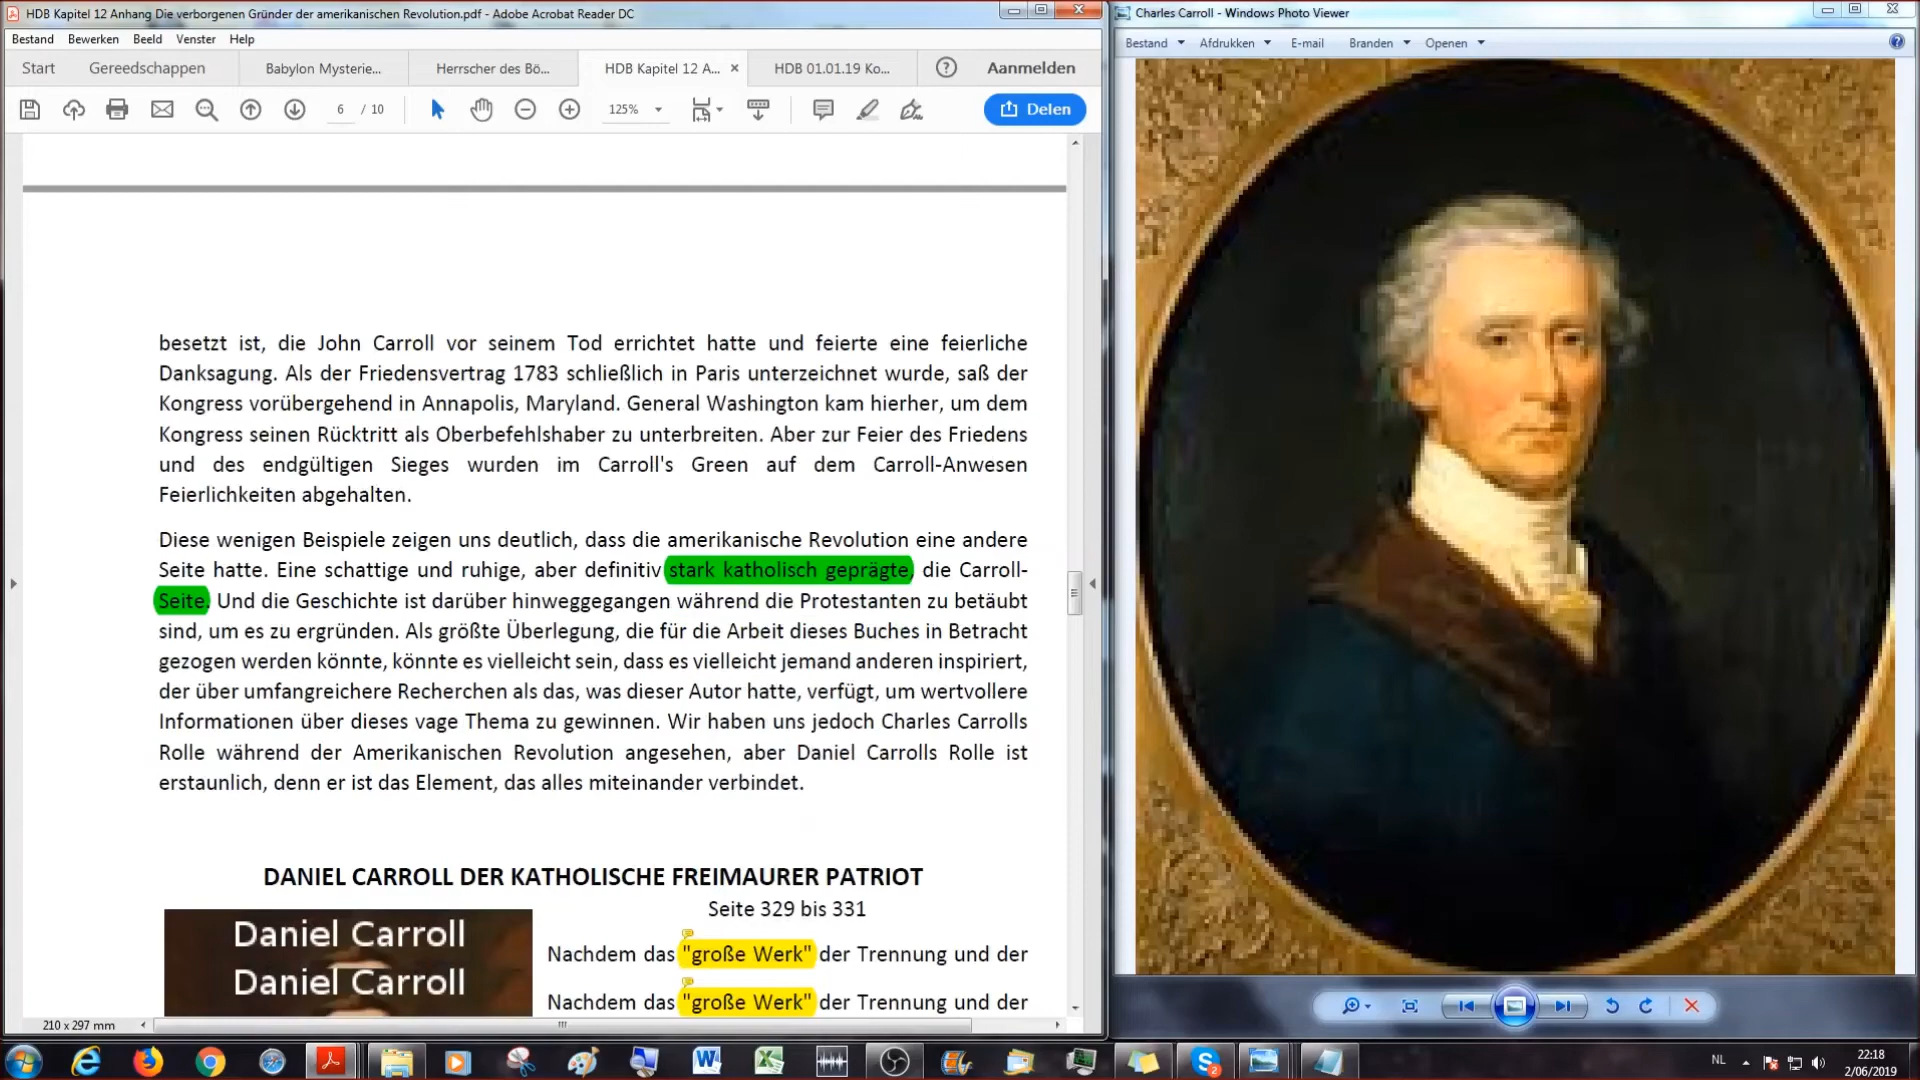 HDB Kapitel 12 Anhang Die verborgenen Gründer der amerikanischen Revolution.pdf - Adobe Acrobat Reader DC
Bestand Bewerken Beeld Venster Help
Start Gereedschappen Babylon Mysterie... Herrscher des Bö... HDB Kapitel 12 A... × HDB 01.01.19 Ko... Aanmelden
6 / 10 125% Delen
besetzt ist, die John Carroll vor seinem Tod errichtet hatte und feierte eine feierliche
Danksagung. Als der Friedensvertrag 1783 schließlich in Paris unterzeichnet wurde, saß der
Kongress vorübergehend in Annapolis, Maryland. General Washington kam hierher, um dem
Kongress seinen Rücktritt als Oberbefehlshaber zu unterbreiten. Aber zur Feier des Friedens
und des endgültigen Sieges wurden im Carroll's Green auf dem Carroll-Anwesen
Feierlichkeiten abgehalten.
Diese wenigen Beispiele zeigen uns deutlich, dass die amerikanische Revolution eine andere
Seite hatte. Eine schattige und ruhige, aber definitiv stark katholisch geprägte, die Carroll-
Seite. Und die Geschichte ist darüber hinweggegangen während die Protestanten zu betäubt
sind, um es zu ergründen. Als größte Überlegung, die für die Arbeit dieses Buches in Betracht
gezogen werden könnte, könnte es vielleicht sein, dass es vielleicht jemand anderen inspiriert,
der über umfangreichere Recherchen als das, was dieser Autor hatte, verfügt, um wertvollere
Informationen über dieses vage Thema zu gewinnen. Wir haben uns jedoch Charles Carrolls
Rolle während der Amerikanischen Revolution angesehen, aber Daniel Carrolls Rolle ist
erstaunlich, denn er ist das Element, das alles miteinander verbindet.
DANIEL CARROLL DER KATHOLISCHE FREIMAURER PATRIOT
Seite 329 bis 331
Daniel Carroll
Nachdem das "große Werk" der Trennung und der
Daniel Carroll
Nachdem das "große Werk" der Trennung und der
210 x 297 mm
Charles Carroll - Windows Photo Viewer
Bestand Afdrukken E-mail Branden Openen
NL
22:18
2/06/2019